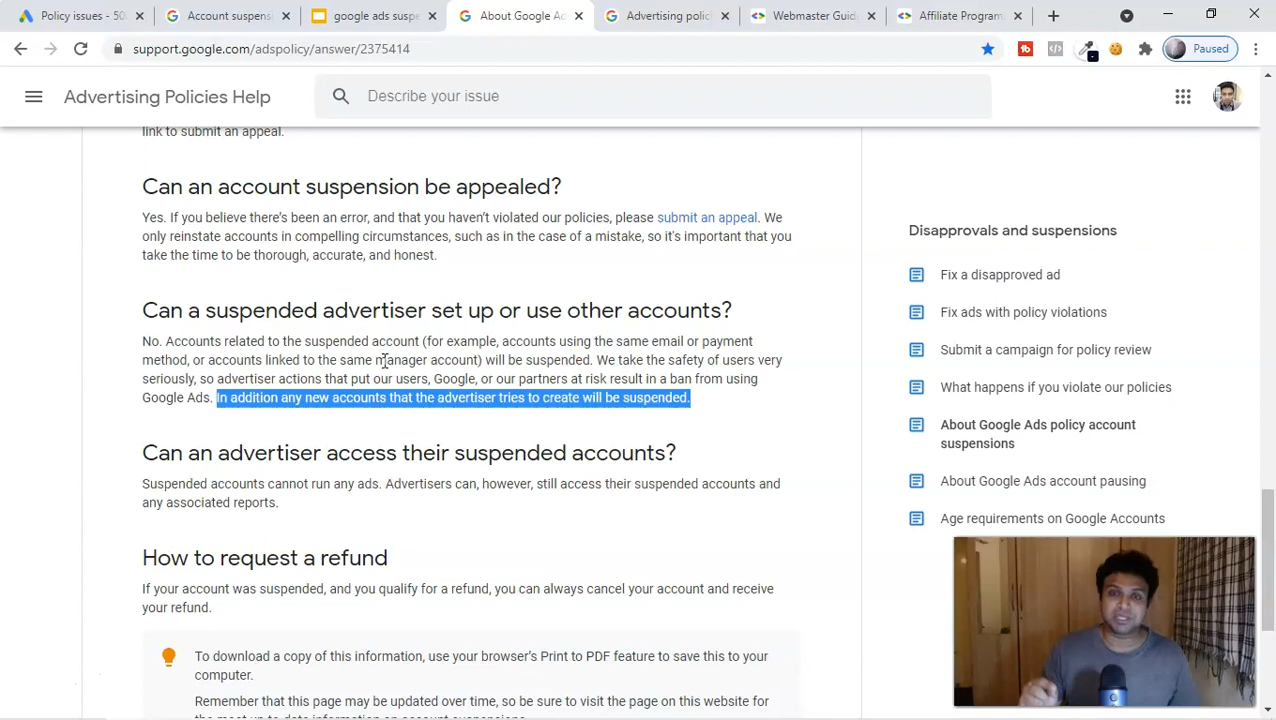 Policy issues - 50
Account suspens
google ads susp
About Google Ad
Advertising polic
Webmaster Guid
Affiliate Program
support.google.com/adspolicy/answer/2375414
Paused
Advertising Policies Help
Describe your issue
link to submit an appeal.
Can an account suspension be appealed?
Yes. If you believe there's been an error, and that you haven't violated our policies, please submit an appeal. We
only reinstate accounts in compelling circumstances, such as in the case of a mistake, so it's important that you
take the time to be thorough, accurate, and honest.
Can a suspended advertiser set up or use other accounts?
No. Accounts related to the suspended account (for example, accounts using the same email or payment
method, or accounts linked to the same manager account) will be suspended. We take the safety of users very
seriously, so advertiser actions that put our users, Google, or our partners at risk result in a ban from using
Google Ads. In addition any new accounts that the advertiser tries to create will be suspended.
Can an advertiser access their suspended accounts?
Suspended accounts cannot run any ads. Advertisers can, however, still access their suspended accounts and
any associated reports.
How to request a refund
If your account was suspended, and you qualify for a refund, you can always cancel your account and receive
your refund.
To download a copy of this information, use your browser's Print to PDF feature to save this to your
computer.
Remember that this page may be updated over time, so be sure to visit the page on this website for
the most up-to-date information on account suspensions.
Disapprovals and suspensions
Fix a disapproved ad
Fix ads with policy violations
Submit a campaign for policy review
What happens if you violate our policies
About Google Ads policy account
suspensions
About Google Ads account pausing
Age requirements on Google Accounts